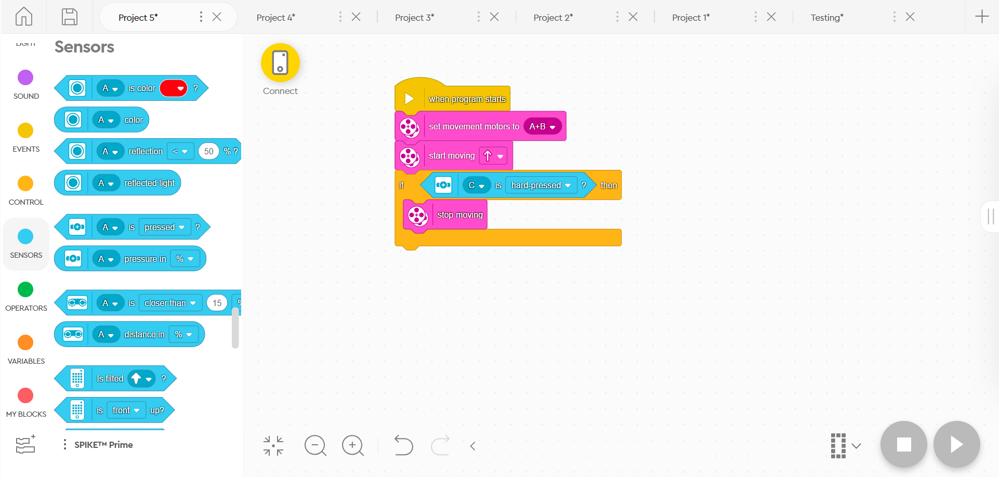 Project 5*
Project 4*
Project 3*
Project 2*
Project 1*
Testing*
LIGHT
SOUND
EVENTS
CONTROL
SENSORS
OPERATORS
VARIABLES
MY BLOCKS
Sensors
A is color ?
A color
A reflection < 50 % ?
A reflected light
A is pressed ?
A pressure in %
A is closer than 15 %
A distance in %
Is tilted ?
is front up?
SPIKE™ Prime
Connect
when program starts
set movement motors to A+B
start moving
if C is hard-pressed ? then
stop moving